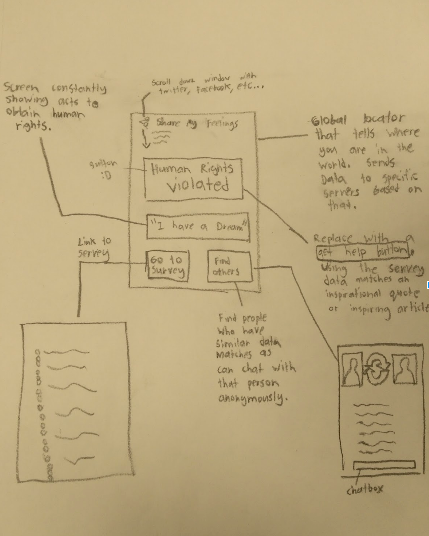 Scroll down window with
twitter, Facebook, etc...
Screen constantly
showing acts to
obtain human
rights.
Share My Feelings
Global locator
that tells where
you are in the
world. Sends
Data to specific
servers based on
that.
button
:D
Human Rights
violated
"I have a Dream"
Link to
survey
Go to
Survey
Find
others
Replace with a
get help button.
Using the survey
data matches an
inspirational quote
or inspiring article
Find people
who have
similar data
matches as
can chat with
that person
anonymously.
chatbox